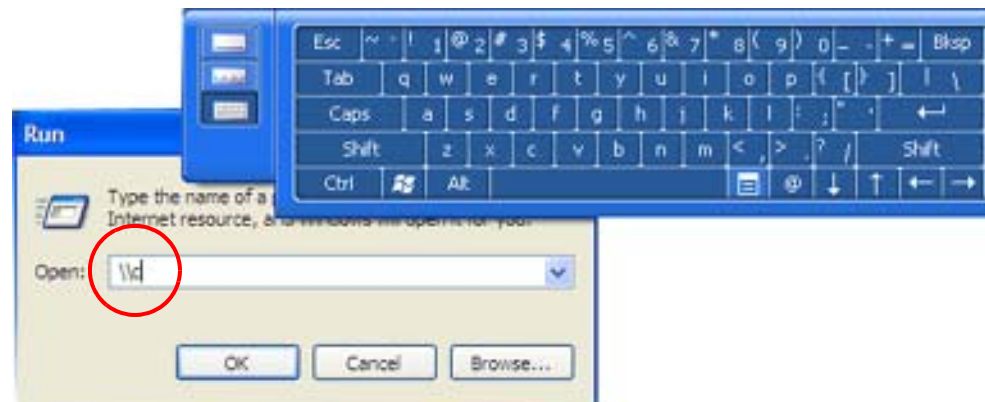 Esc ~ ` ! 1 @ 2 # 3 $ 4 % 5 ^ 6 & 7 * 8 ( 9 ) 0 _ - + = Bksp
Tab q w e r t y u i o p { [ } ] | \
Caps a s d f g h j k l : ; " '
Shift z x c v b n m < , > . ? / Shift
Ctrl Alt @ ↓ ↑ ← →
Run
Type the name of a
Internet resource, and Windows will open it for you.
Open: \\c
OK Cancel Browse...